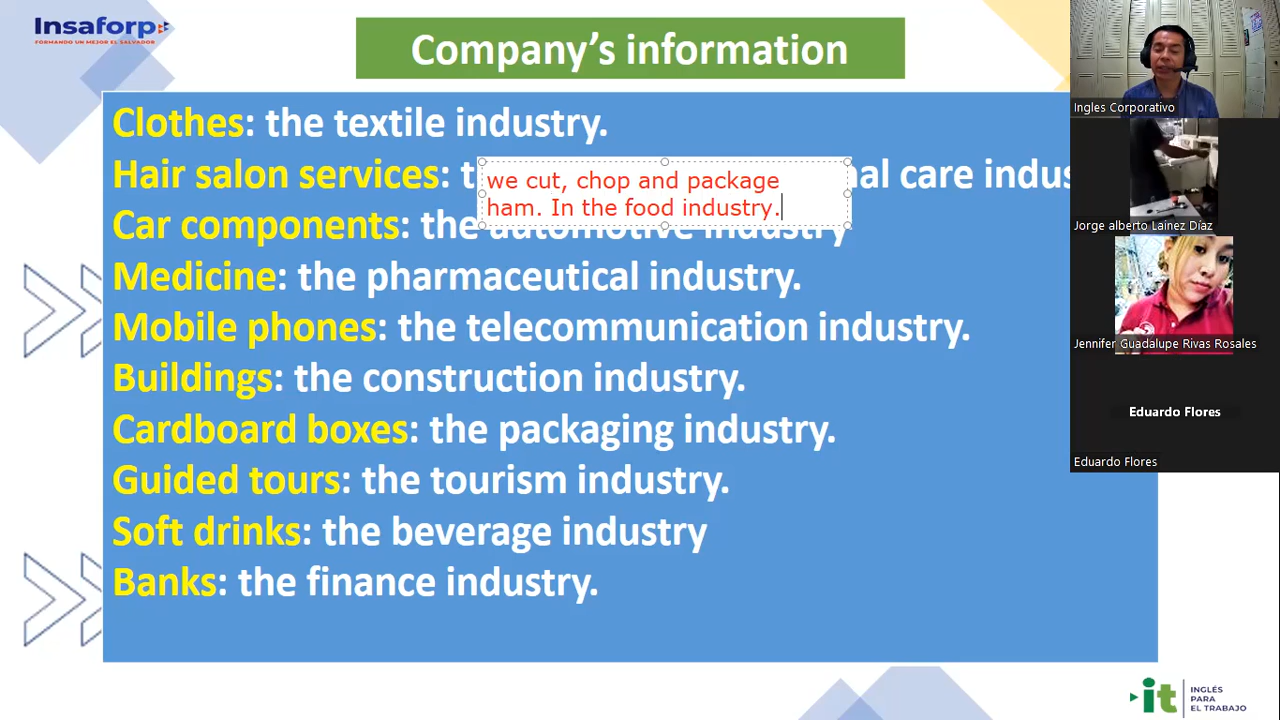 Insaforp
FORMANDO UN MEJOR EL SALVADOR
Company's information
Clothes: the textile industry.
Hair salon services: t al care indus
we cut, chop and package
ham. In the food industry.
Car components: the automotive industry
Medicine: the pharmaceutical industry.
Mobile phones: the telecommunication industry.
Buildings: the construction industry.
Cardboard boxes: the packaging industry.
Guided tours: the tourism industry.
Soft drinks: the beverage industry
Banks: the finance industry.
Ingles Corporativo
Jorge alberto Lainez Díaz
Jennifer Guadalupe Rivas Rosales
Eduardo Flores
Eduardo Flores
it
INGLÉS
PARA
EL TRABAJO